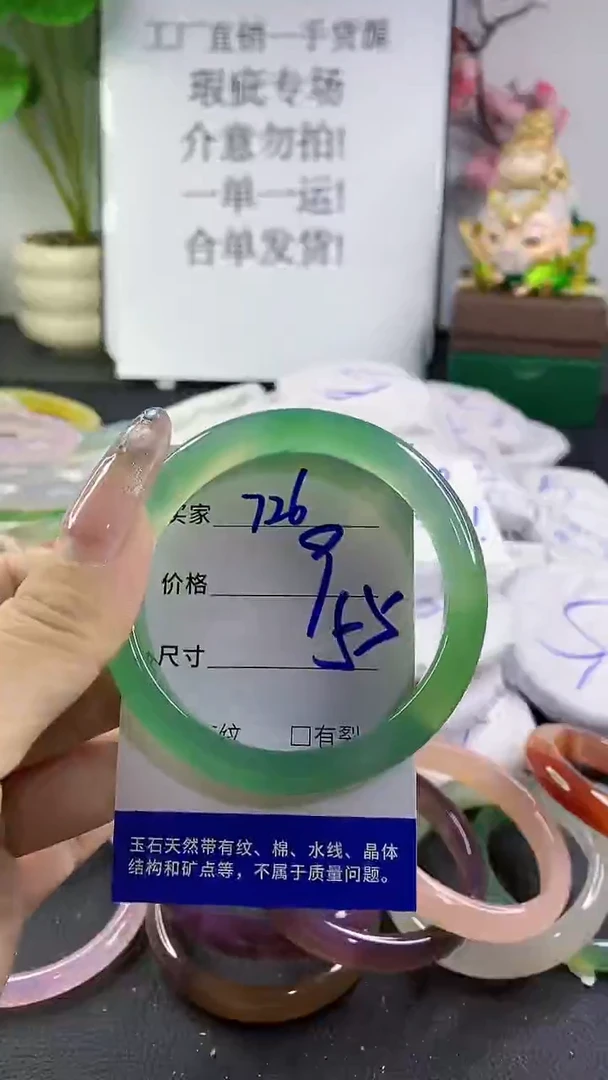 工厂直销一手货源
瑕疵专场
介意勿拍!
一单一运!
合单发货!
买家 726
价格 9
尺寸 55
纹 □有裂
玉石天然带有纹、棉、水线、晶体
结构和矿点等，不属于质量问题。